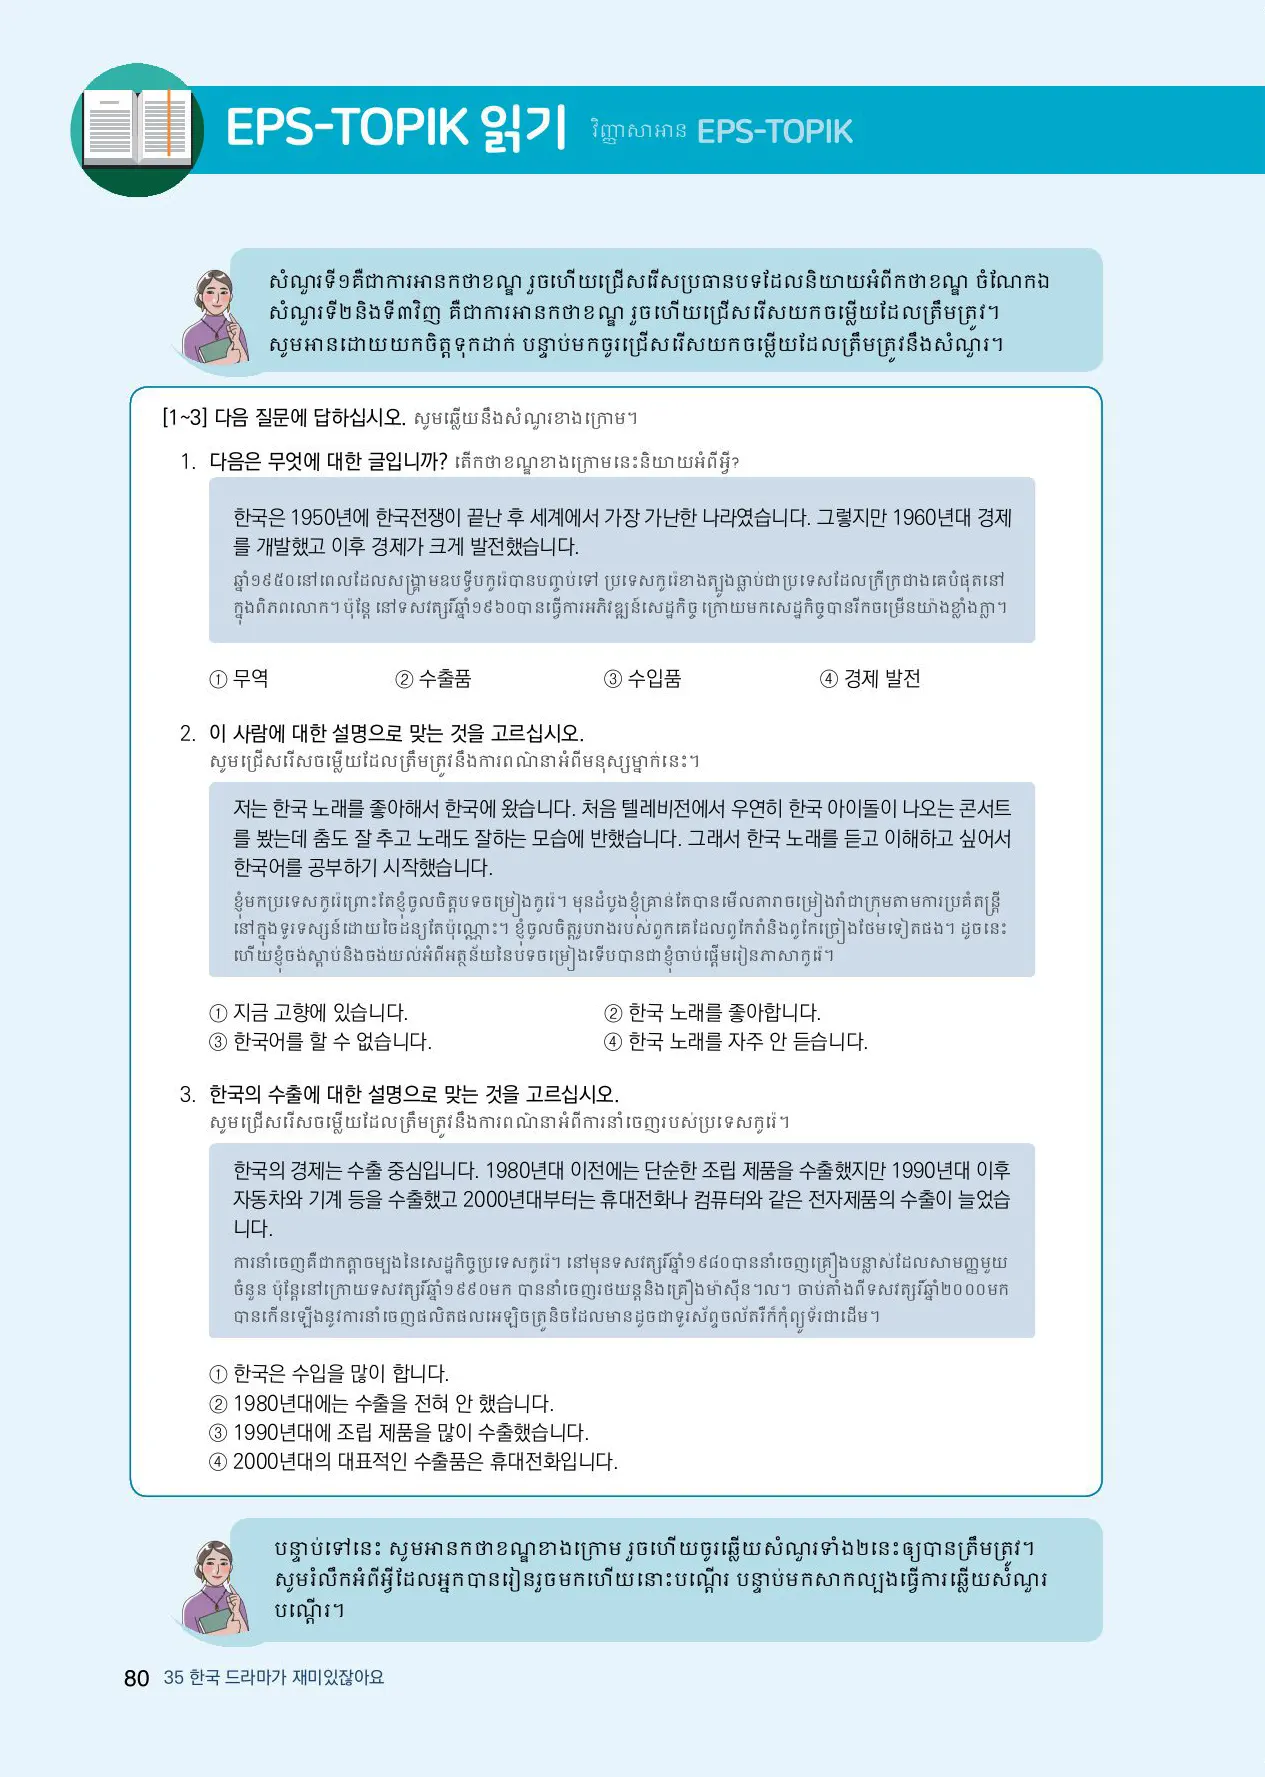 EPS-TOPIK 읽기 វិញ្ញាសាអាន EPS-TOPIK
សំណួរទី១គឺជាការអានកថាខណ្ឌ រួចហើយជ្រើសរើសប្រធានបទដែលនិយាយអំពីកថាខណ្ឌ ចំណែកឯ
សំណួរទី២និងទី៣វិញ គឺជាការអានកថាខណ្ឌ រួចហើយជ្រើសរើសយកចម្លើយដែលត្រឹមត្រូវ។
សូមអានដោយយកចិត្តទុកដាក់ បន្ទាប់មកចូរជ្រើសរើសយកចម្លើយដែលត្រឹមត្រូវនឹងសំណួរ។
[1~3] 다음 질문에 답하십시오. សូមឆ្លើយនឹងសំណួរខាងក្រោម។
1. 다음은 무엇에 대한 글입니까? តើកថាខណ្ឌខាងក្រោមនេះនិយាយអំពីអ្វី?
한국은 1950년에 한국전쟁이 끝난 후 세계에서 가장 가난한 나라였습니다. 그렇지만 1960년대 경제
를 개발했고 이후 경제가 크게 발전했습니다.
ឆ្នាំ១៩៥០នៅពេលដែលសង្គ្រាមឧបទ្វីបកូរ៉េបានបញ្ចប់ទៅ ប្រទេសកូរ៉េខាងត្បូងធ្លាប់ជាប្រទេសដែលក្រីក្រជាងគេបំផុតនៅ
ក្នុងពិភពលោក។ ប៉ុន្តែ នៅទសវត្សរ៍ឆ្នាំ១៩៦០បានធ្វើការអភិវឌ្ឍន៍សេដ្ឋកិច្ច ក្រោយមកសេដ្ឋកិច្ចបានរីកចម្រើនយ៉ាងខ្លាំងក្លា។
① 무역 ② 수출품 ③ 수입품 ④ 경제 발전
2. 이 사람에 대한 설명으로 맞는 것을 고르십시오.
សូមជ្រើសរើសចម្លើយដែលត្រឹមត្រូវនឹងការពណ៌នាអំពីមនុស្សម្នាក់នេះ។
저는 한국 노래를 좋아해서 한국에 왔습니다. 처음 텔레비전에서 우연히 한국 아이돌이 나오는 콘서트
를 봤는데 춤도 잘 추고 노래도 잘하는 모습에 반했습니다. 그래서 한국 노래를 듣고 이해하고 싶어서
한국어를 공부하기 시작했습니다.
ខ្ញុំមកប្រទេសកូរ៉េព្រោះតែខ្ញុំចូលចិត្តបទចម្រៀងកូរ៉េ។ មុនដំបូងខ្ញុំគ្រាន់តែបានមើលតារាចម្រៀងរាំជាក្រុមតាមការប្រគំតន្ត្រី
នៅក្នុងទូរទស្សន៍ដោយចៃដន្យតែប៉ុណ្ណោះ។ ខ្ញុំចូលចិត្តរូបរាងរបស់ពួកគេដែលពូកែរាំនិងពូកែច្រៀងថែមទៀតផង។ ដូចនេះ
ហើយខ្ញុំចង់ស្តាប់និងចង់យល់អំពីអត្ថន័យនៃបទចម្រៀងទើបបានជាខ្ញុំចាប់ផ្តើមរៀនភាសាកូរ៉េ។
① 지금 고향에 있습니다. ② 한국 노래를 좋아합니다.
③ 한국어를 할 수 없습니다. ④ 한국 노래를 자주 안 듣습니다.
3. 한국의 수출에 대한 설명으로 맞는 것을 고르십시오.
សូមជ្រើសរើសចម្លើយដែលត្រឹមត្រូវនឹងការពណ៌នាអំពីការនាំចេញរបស់ប្រទេសកូរ៉េ។
한국의 경제는 수출 중심입니다. 1980년대 이전에는 단순한 조립 제품을 수출했지만 1990년대 이후
자동차와 기계 등을 수출했고 2000년대부터는 휴대전화나 컴퓨터와 같은 전자제품의 수출이 늘었습
니다.
ការនាំចេញគឺជាកត្តាចម្បងនៃសេដ្ឋកិច្ចប្រទេសកូរ៉េ។ នៅមុនទសវត្សរ៍ឆ្នាំ១៩៨០បាននាំចេញគ្រឿងបន្លាស់ដែលសាមញ្ញមួយ
ចំនួន ប៉ុន្តែនៅក្រោយទសវត្សរ៍ឆ្នាំ១៩៩០មក បាននាំចេញរថយន្តនិងគ្រឿងម៉ាស៊ីន។ល។ ចាប់តាំងពីទសវត្សរ៍ឆ្នាំ២០០០មក
បានកើនឡើងនូវការនាំចេញផលិតផលអេឡិចត្រូនិចដែលមានដូចជាទូរស័ព្ទចល័តរឺក៏កុំព្យូទ័រជាដើម។
① 한국은 수입을 많이 합니다.
② 1980년대에는 수출을 전혀 안 했습니다.
③ 1990년대에 조립 제품을 많이 수출했습니다.
④ 2000년대의 대표적인 수출품은 휴대전화입니다.
បន្ទាប់ទៅនេះ សូមអានកថាខណ្ឌខាងក្រោម រួចហើយចូរឆ្លើយសំណួរទាំង២នេះឲ្យបានត្រឹមត្រូវ។
សូមរំលឹកអំពីអ្វីដែលអ្នកបានរៀនរួចមកហើយនោះបណ្តើរ បន្ទាប់មកសាកល្បងធ្វើការឆ្លើយសំណួរ
បណ្តើរ។
80 35 한국 드라마가 재미있잖아요